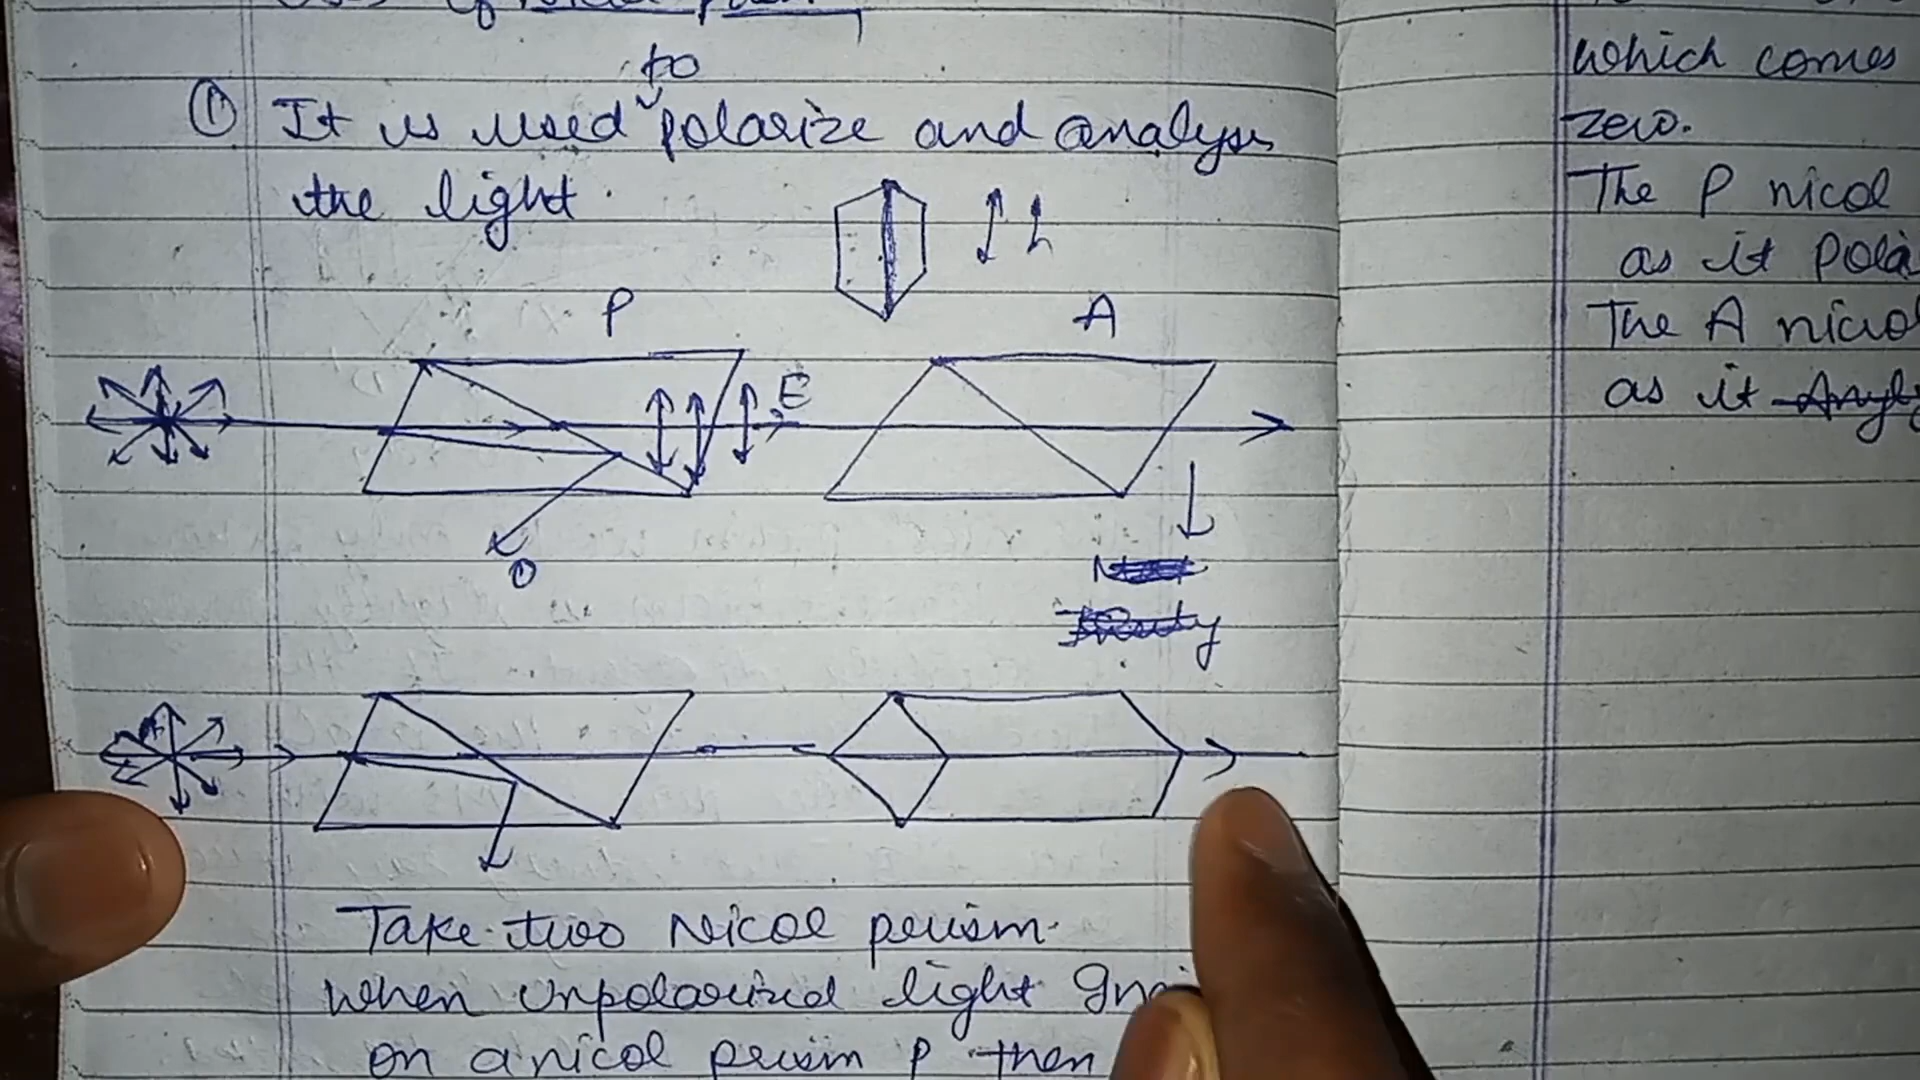 to
① It is used polarize and analyse
the light.
P
A
E
O
Take two Nicol prism.
when unpolarized light
on a nicol prism P then
which comes
zero.
The P nicol
as it
The A nicol
as it